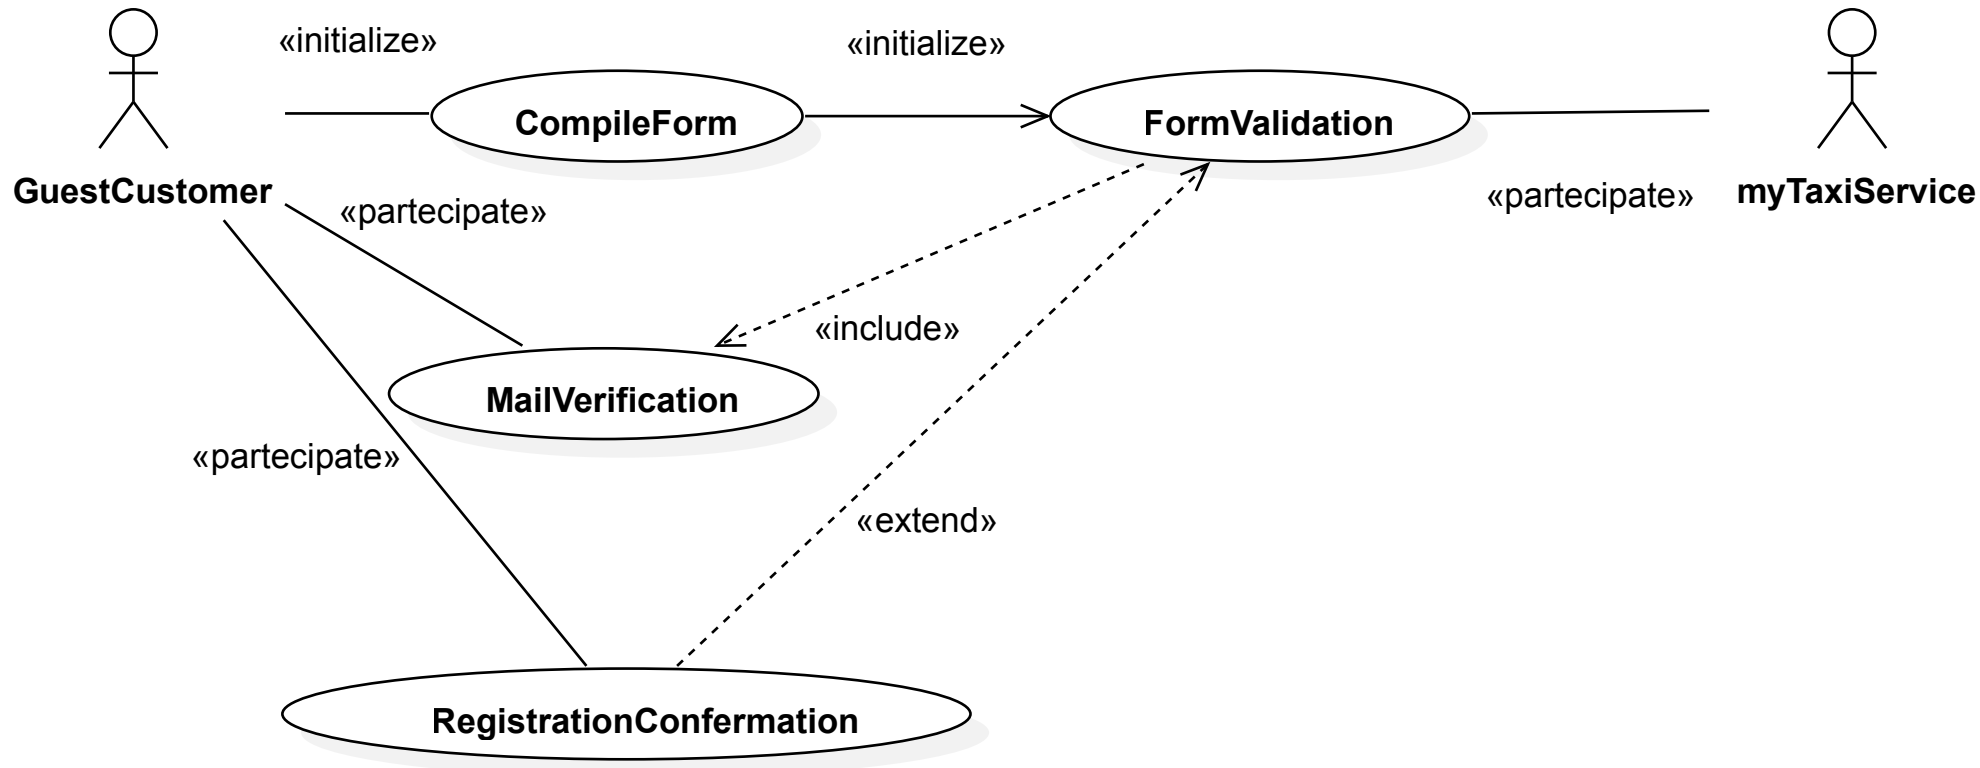 «initialize»
«initialize»
CompileForm
FormValidation
GuestCustomer
«partecipate»
«partecipate»
myTaxiService
«include»
MailVerification
«partecipate»
«extend»
RegistrationConfermation